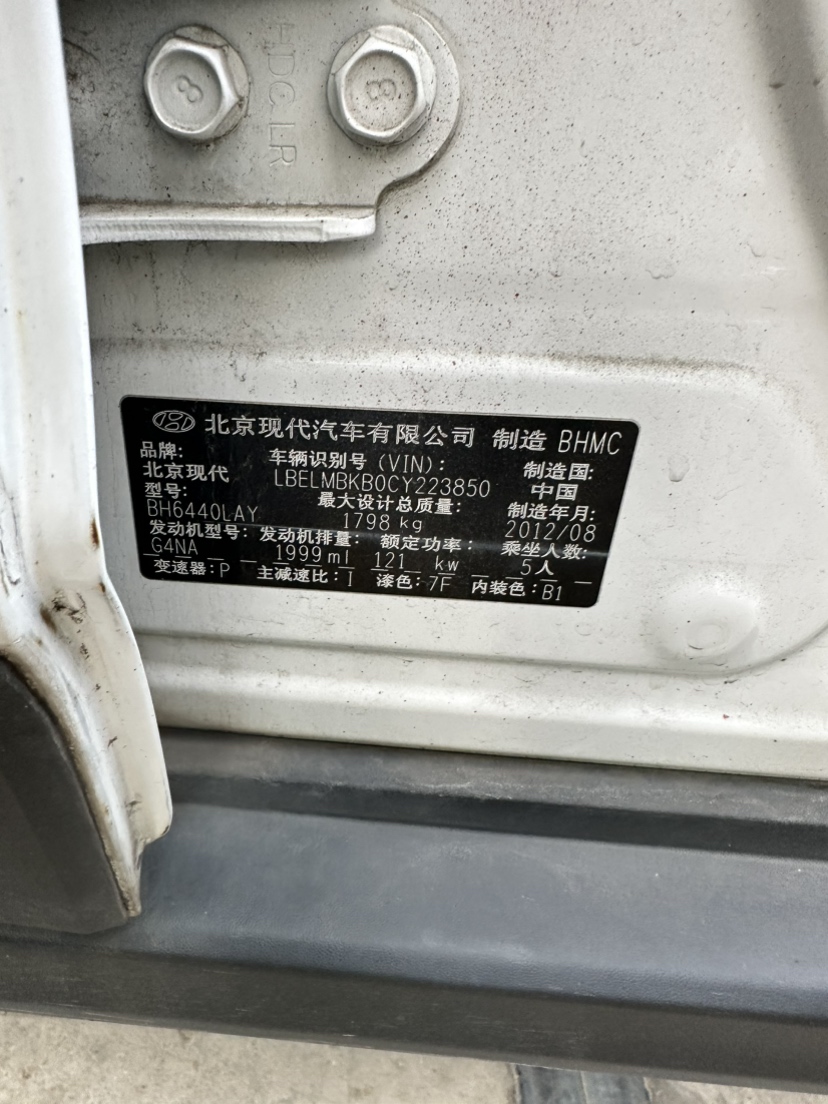 8
8
HDC LR
北京现代汽车有限公司 制造 BHMC
品牌: 车辆识别号 (VIN): 制造国:
北京现代 LBELMBKB0CY223850 中国
型号: 最大设计总质量: 制造年月:
BH6440LAY 1798 kg 2012/08
发动机型号: 发动机排量: 额定功率: 乘坐人数:
G4NA 1999 ml 121 kw 5人
变速器: P 主减速比: I 漆色: 7F 内装色: B1